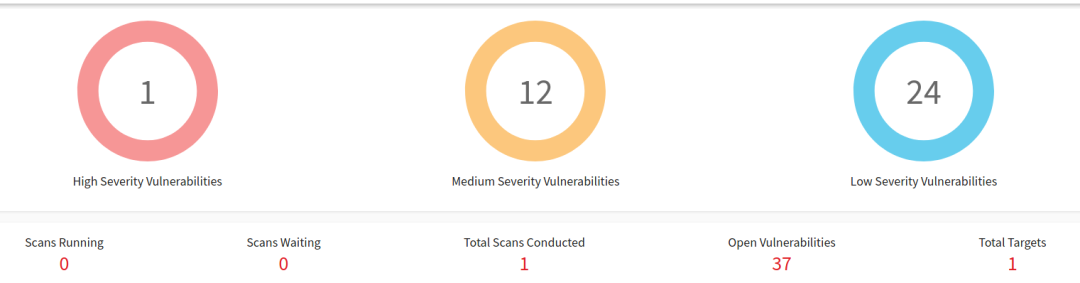 1
12
24
High Severity Vulnerabilities
Medium Severity Vulnerabilities
Low Severity Vulnerabilities
Scans Running
0
Scans Waiting
0
Total Scans Conducted
1
Open Vulnerabilities
37
Total Targets
1